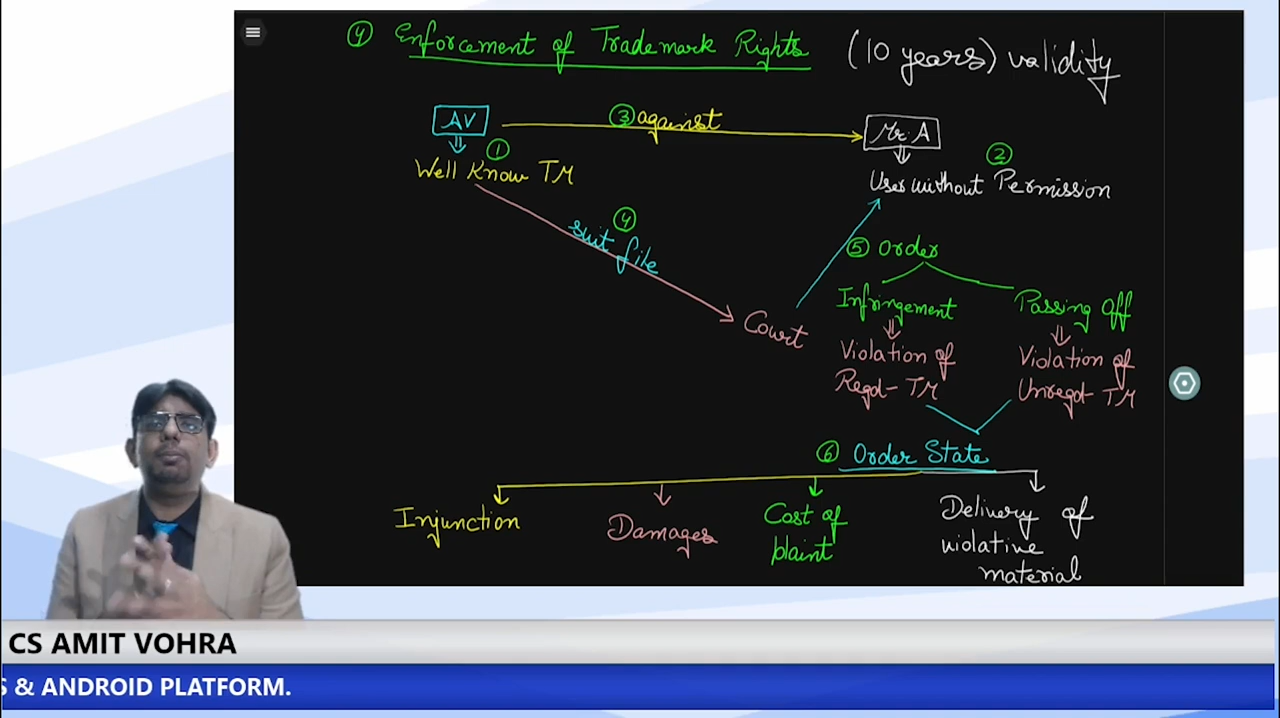 ④ Enforcement of Trademark Rights (10 years) validity
AV ③ against Mr. A
① Well Know TM
② User without Permission
④ suit file
Court
⑤ Order
Infringement
Passing Off
Violation of
Regd- TM
Violation of
Unregd- TM
⑥ Order State
Injunction
Damages
Cost of
plaint
Delivery of
violative
material
CS AMIT VOHRA
S & ANDROID PLATFORM.